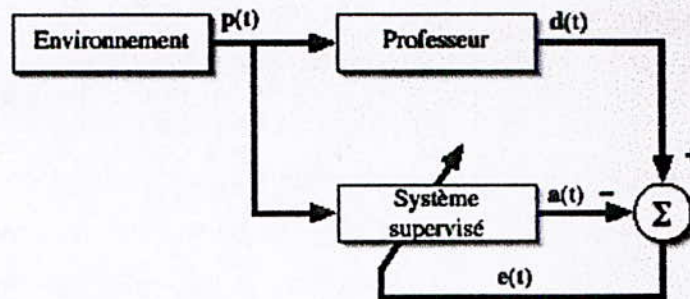 Environnement
p(t)
Professeur
d(t)
Système
supervisé
a(t)
−
Σ
e(t)